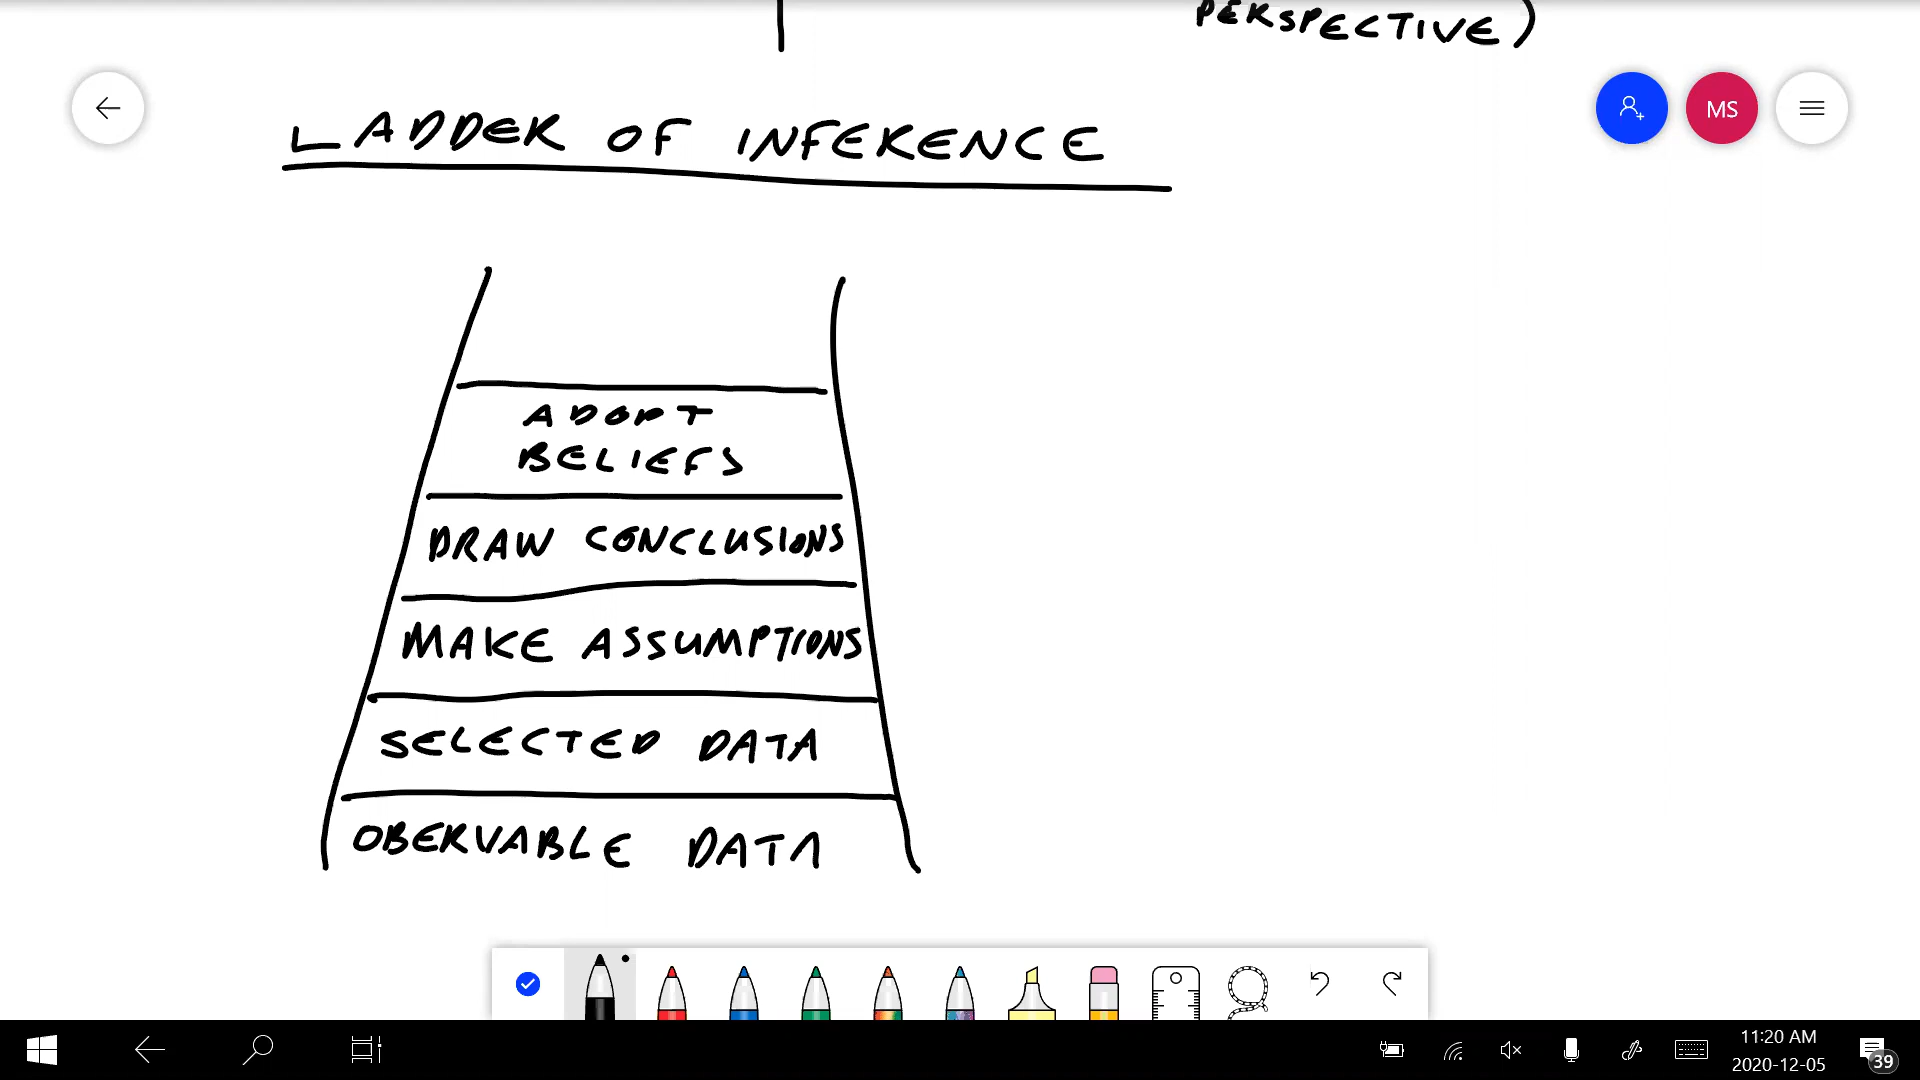 PERSPECTIVE)
MS
LADDER OF INFERENCE
ADOPT
BELIEFS
DRAW CONCLUSIONS
MAKE ASSUMPTIONS
SELECTED DATA
OBERVABLE DATA
11:20 AM
2020-12-05
39